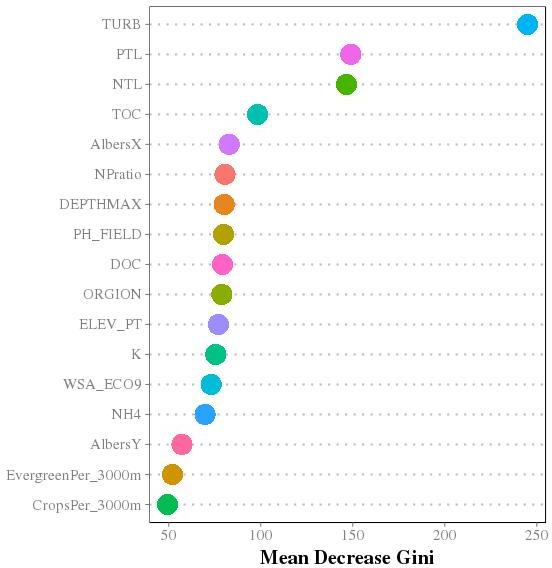 TURB
PTL
NTL
TOC
AlbersX
NPratio
DEPTHMAX
PH_FIELD
DOC
ORGION
ELEV_PT
K
WSA_ECO9
NH4
AlbersY
EvergreenPer_3000m
CropsPer_3000m
50 100 150 200 250
Mean Decrease Gini